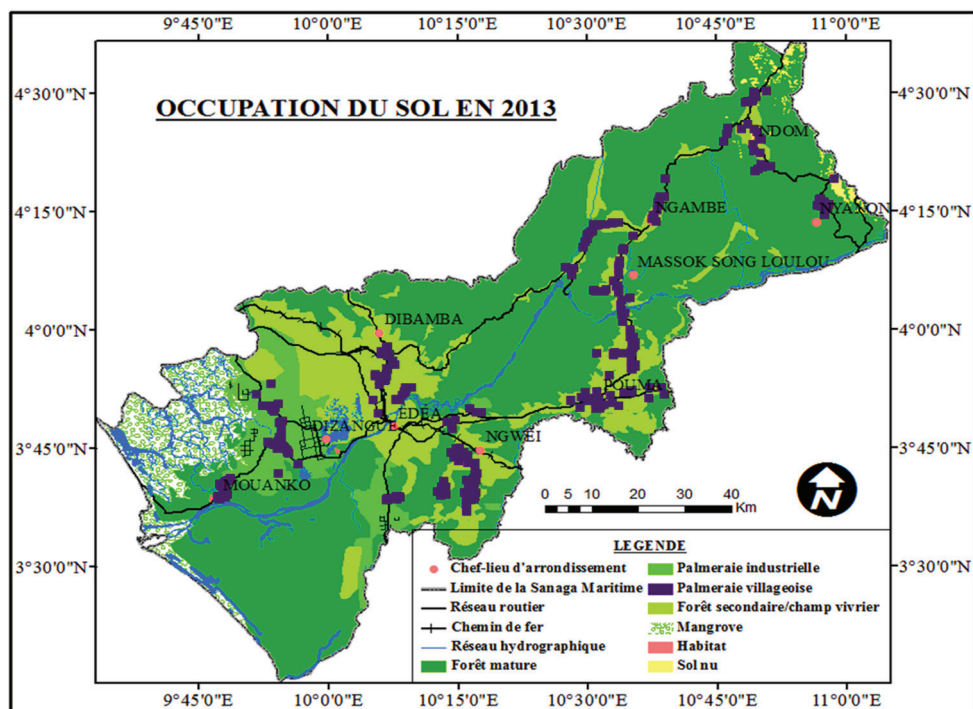 9°45'0"E 10°0'0"E 10°15'0"E 10°30'0"E 10°45'0"E 11°0'0"E
4°30'0"N 4°30'0"N
OCCUPATION DU SOL EN 2013
NDOM
4°15'0"N NGAMBE NYANON 4°15'0"N
MASSOK SONG LOULOU
4°0'0"N DIBAMBA 4°0'0"N
POUMA
EDEA
DIZANGUE NGWEI
3°45'0"N 3°45'0"N
MOUANKO
0 5 10 20 30 40
Km
N
3°30'0"N 3°30'0"N
LEGENDE
Chef-lieu d'arrondissement Palmeraie industrielle
Limite de la Sanaga Maritime Palmeraie villageoise
Réseau routier Forêt secondaire/champ vivrier
Chemin de fer Mangrove
Réseau hydrographique Habitat
Forêt mature Sol nu
9°45'0"E 10°0'0"E 10°15'0"E 10°30'0"E 10°45'0"E 11°0'0"E